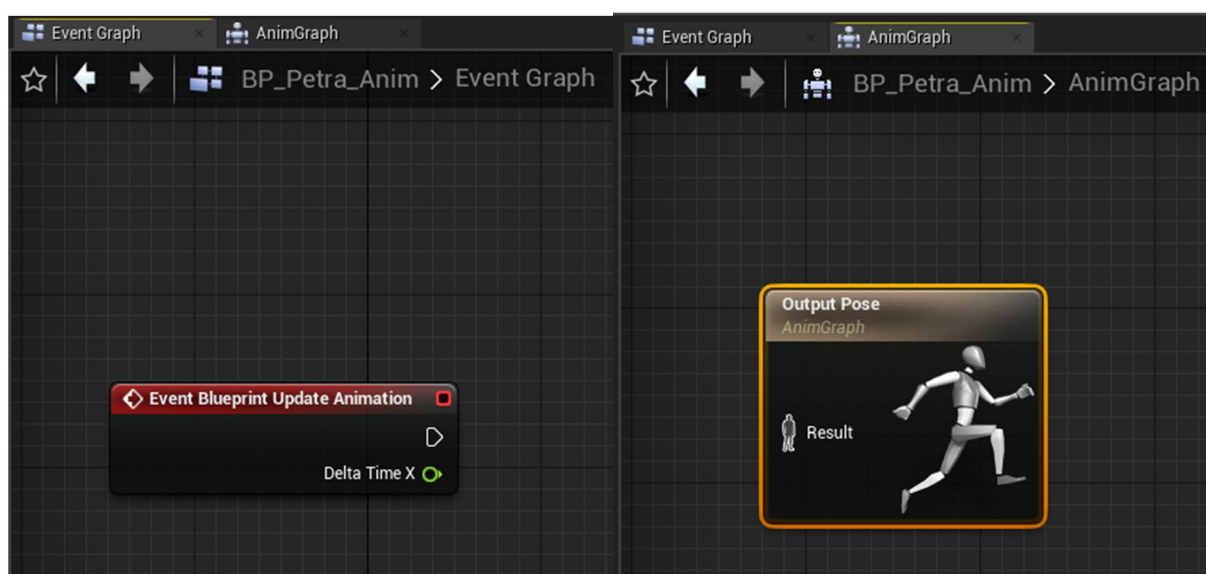 Event Graph
AnimGraph
BP_Petra_Anim > Event Graph
Event Blueprint Update Animation
Delta Time X
Event Graph
AnimGraph
BP_Petra_Anim > AnimGraph
Output Pose
AnimGraph
Result